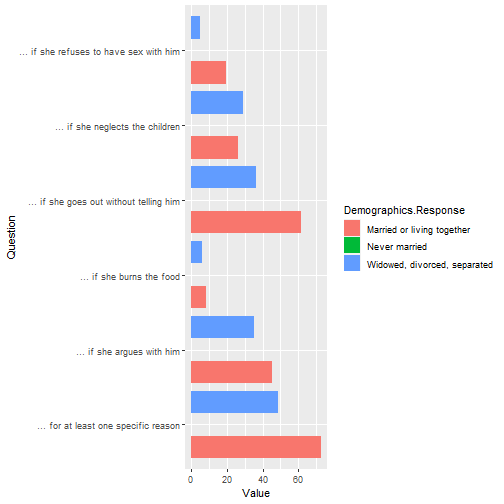 Question
... if she refuses to have sex with him
... if she neglects the children
... if she goes out without telling him
... if she burns the food
... if she argues with him
... for at least one specific reason
0 20 40 60
Value
Demographics.Response
Married or living together
Never married
Widowed, divorced, separated